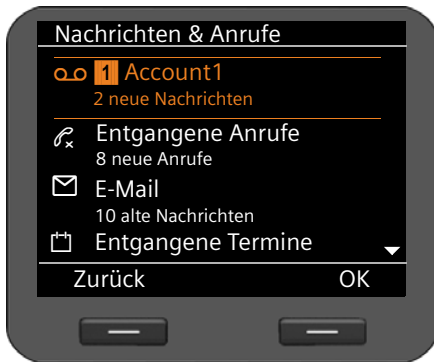 Nachrichten & Anrufe
1 Account1
2 neue Nachrichten
Entgangene Anrufe
8 neue Anrufe
E-Mail
10 alte Nachrichten
Entgangene Termine
Zurück OK